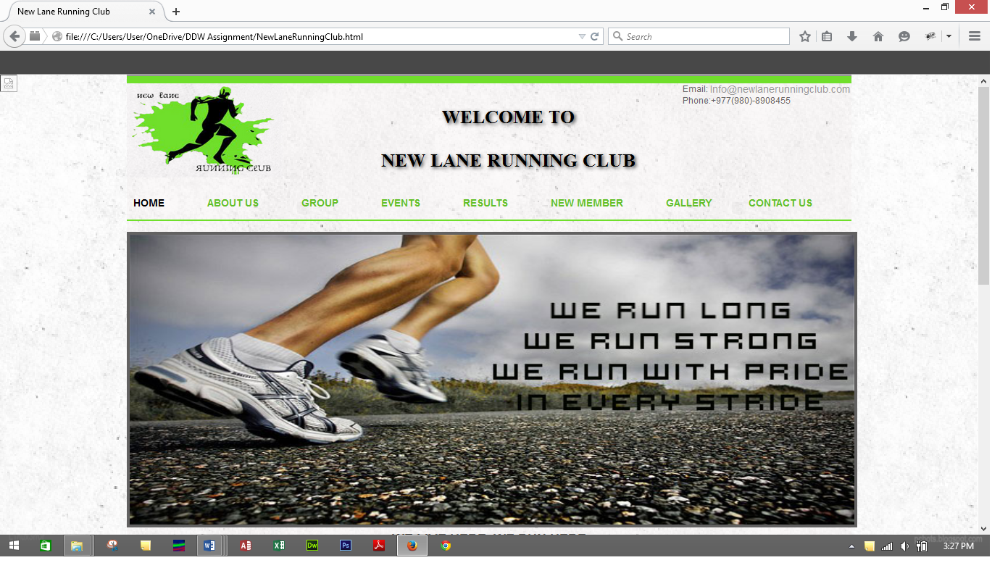 New Lane Running Club
file:///C:/Users/User/OneDrive/DDW Assignment/NewLaneRunningClub.html
Search
new lane
RUNNING CLUB
Email: Info@newlanerunningclub.com
Phone:+977(980)-8908455
WELCOME TO
NEW LANE RUNNING CLUB
HOME ABOUT US GROUP EVENTS RESULTS NEW MEMBER GALLERY CONTACT US
WE RUN LONG
WE RUN STRONG
WE RUN WITH PRIDE
IN EVERY STRIDE
3:27 PM